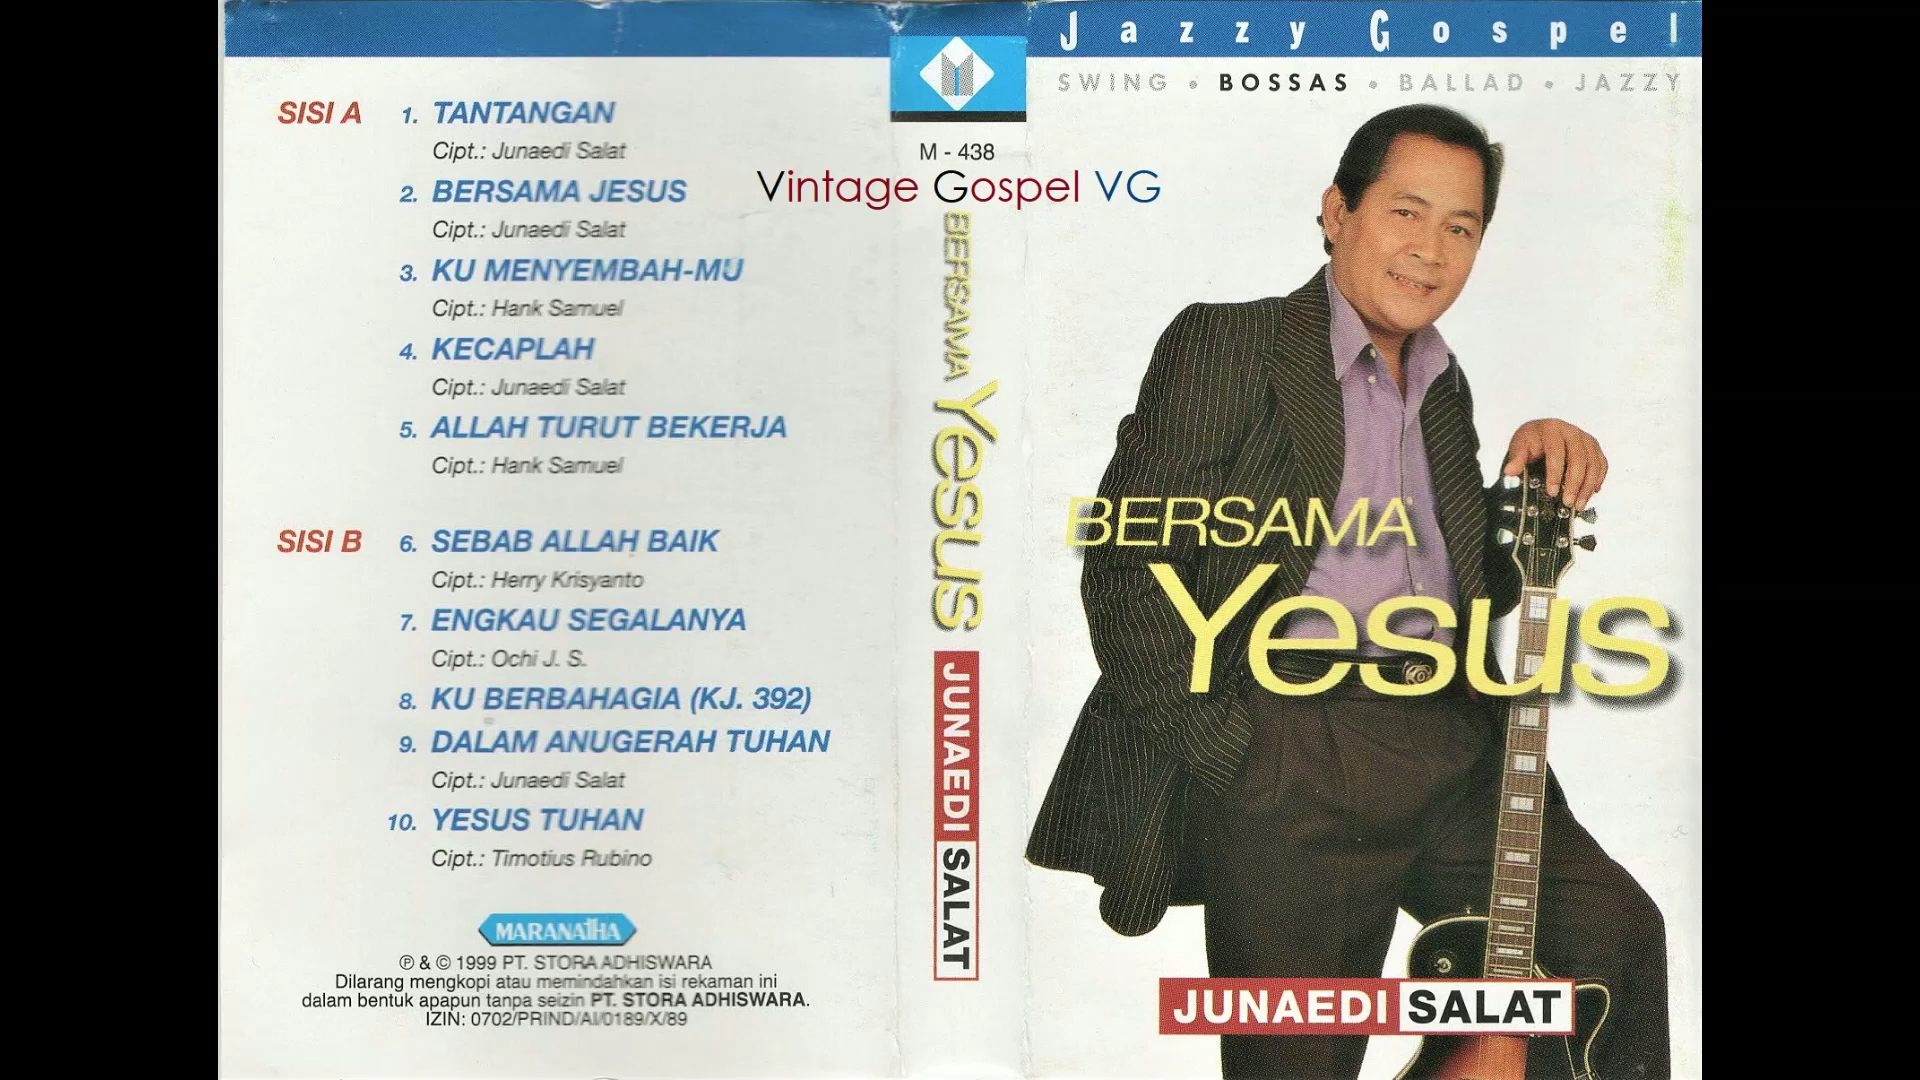 SISI A
1. TANTANGAN
Cipt.: Junaedi Salat
2. BERSAMA JESUS
Cipt.: Junaedi Salat
3. KU MENYEMBAH-MU
Cipt.: Hank Samuel
4. KECAPLAH
Cipt.: Junaedi Salat
5. ALLAH TURUT BEKERJA
Cipt.: Hank Samuel
SISI B
6. SEBAB ALLAH BAIK
Cipt.: Herry Krisyanto
7. ENGKAU SEGALANYA
Cipt.: Ochi J. S.
8. KU BERBAHAGIA (KJ. 392)
9. DALAM ANUGERAH TUHAN
Cipt.: Junaedi Salat
10. YESUS TUHAN
Cipt.: Timotius Rubino
MARANATHA
℗ & © 1999 PT. STORA ADHISWARA
Dilarang mengkopi atau memindahkan isi rekaman ini
dalam bentuk apapun tanpa seizin PT. STORA ADHISWARA.
IZIN: 0702/PRIND/AI/0189/X/89
M - 438
Vintage Gospel VG
BERSAMA Yesus
JUNAEDI SALAT
Jazzy Gospel
SWING • BOSSAS • BALLAD • JAZZY
BERSAMA
Yesus
JUNAEDI SALAT